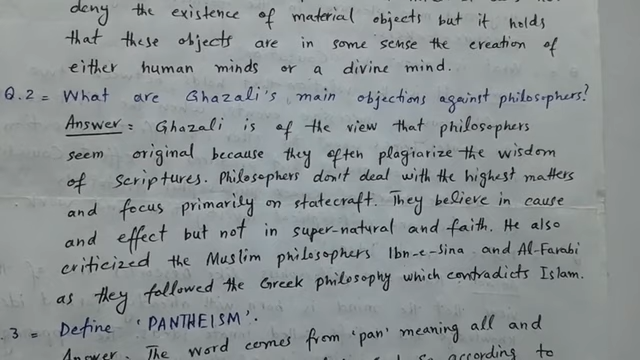 deny the existence of material objects but it holds
that these objects are in some sense the creation of
either human minds or a divine mind.
Q.2 = What are Ghazali's main objections against philosophers?
Answer = Ghazali is of the view that philosophers
seem original because they often plagiarize the wisdom
of scriptures. Philosophers don't deal with the highest matters
and focus primarily on statecraft. They believe in cause
and effect but not in super-natural and faith. He also
criticized the Muslim philosophers Ibn-e-Sina and Al-Farabi
as they followed the Greek philosophy which contradicts Islam.
.3 = Define 'PANTHEISM'.
Answer. The word comes from 'pan' meaning all and
so according to